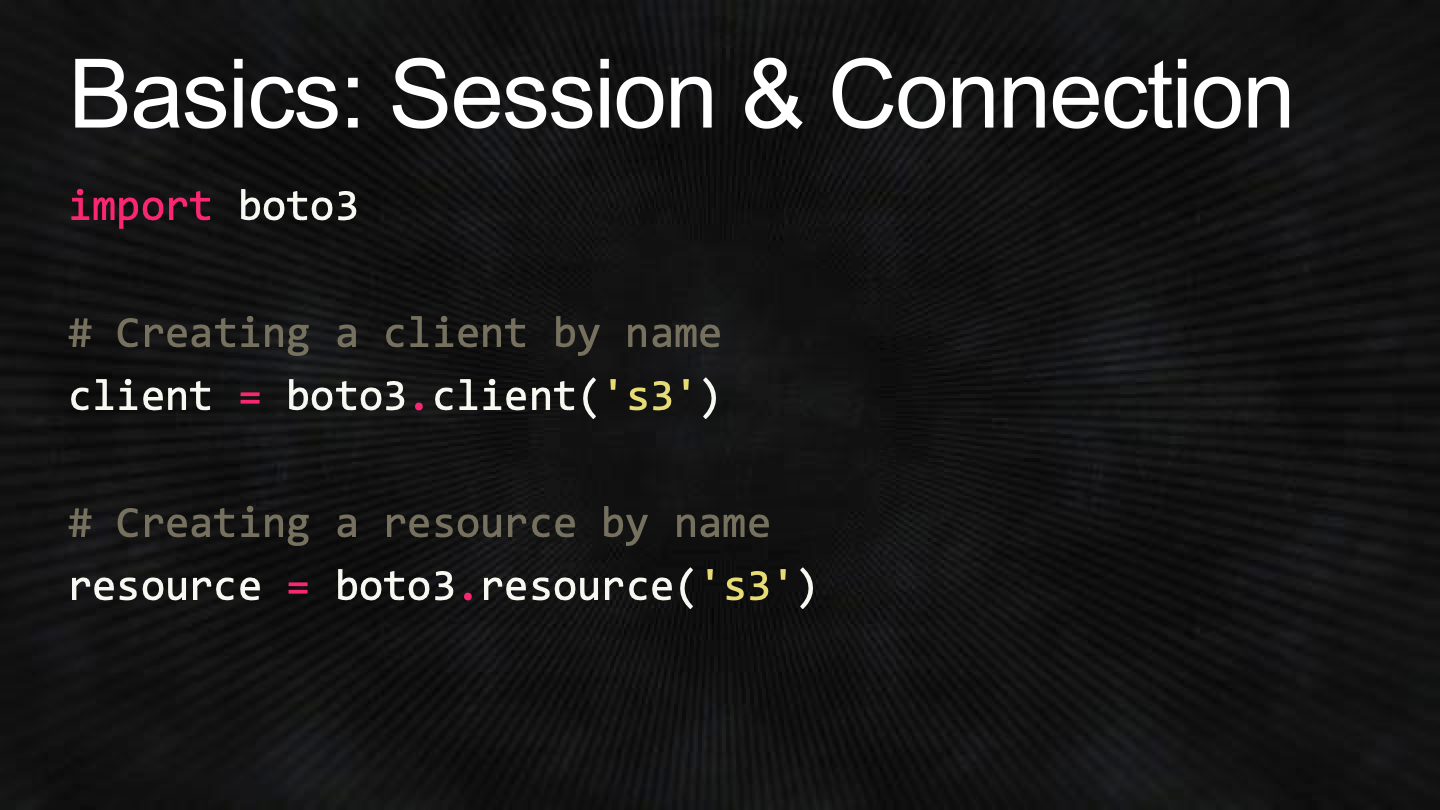 Basics: Session & Connection
import boto3
# Creating a client by name
client = boto3.client('s3')
# Creating a resource by name
resource = boto3.resource('s3')